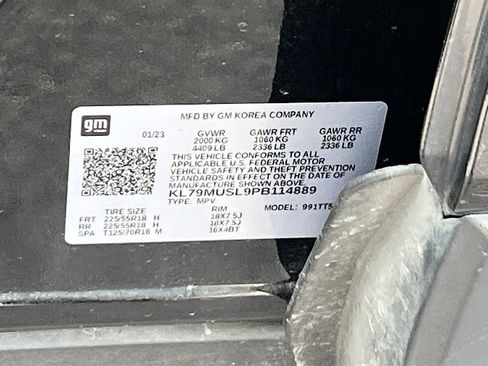 gm
MFD BY GM KOREA COMPANY
01/23 GVWR GAWR FRT GAWR RR
2000 KG 1060 KG 1060 KG
4409 LB 2336 LB 2336 LB
THIS VEHICLE CONFORMS TO ALL
APPLICABLE U.S. FEDERAL MOTOR
VEHICLE SAFETY AND THEFT PREVENTION
STANDARDS IN EFFECT ON THE DATE OF
MANUFACTURE SHOWN ABOVE.
KL79MUSL9PB114889
TYPE: MPV MODEL: 991TT5
TIRE SIZE RIM
FRT 225/55R18 H 18X7.5J
RR 225/55R18 H 18X7.5J
SPA T125/70R16 M 16X4BT